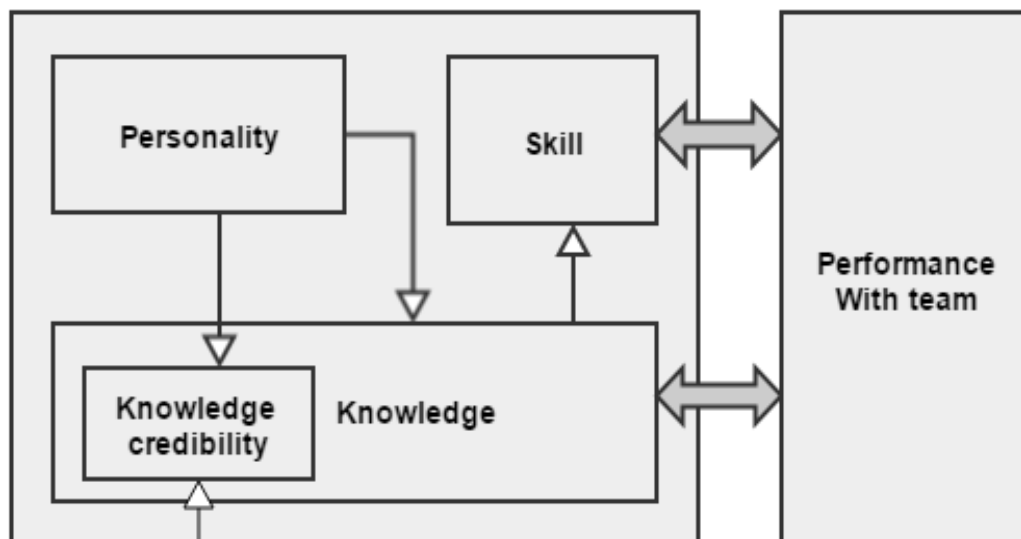 Personality
Skill
Performance
With team
Knowledge
credibility
Knowledge